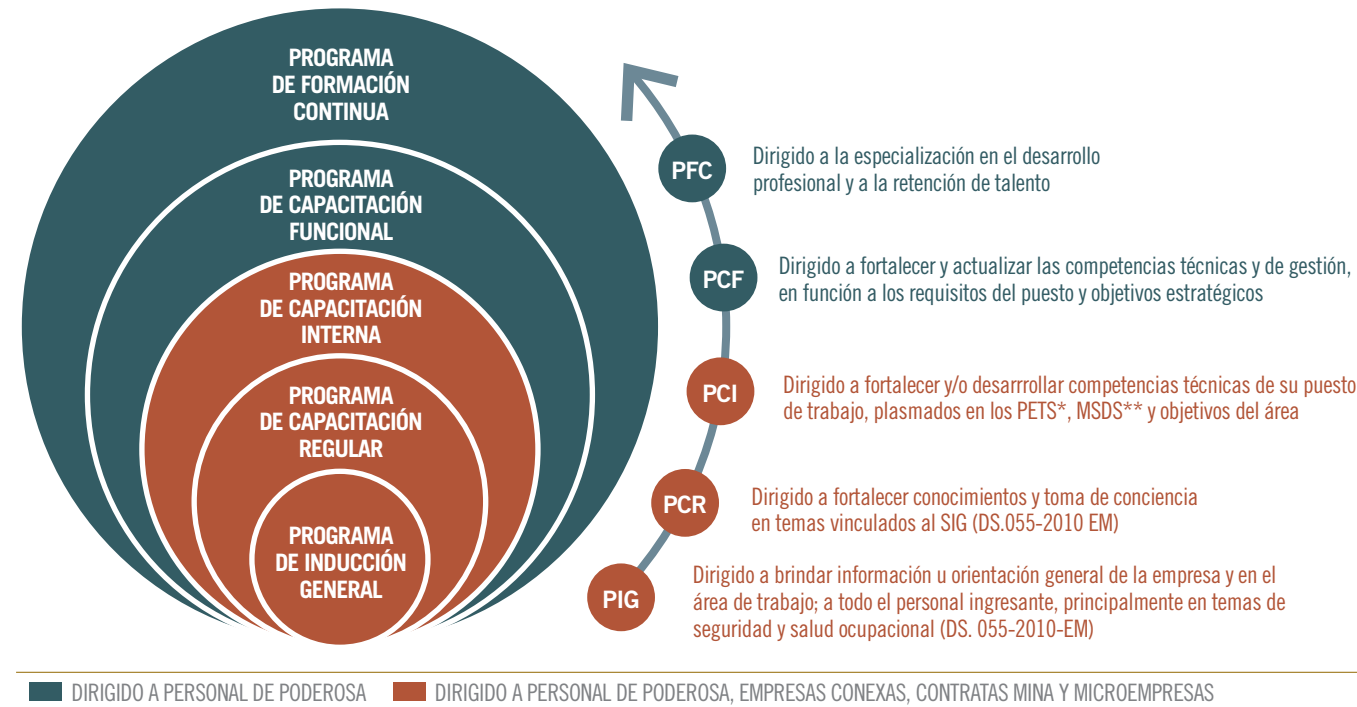 PROGRAMA
DE FORMACIÓN
CONTINUA
PROGRAMA
DE CAPACITACIÓN
FUNCIONAL
PROGRAMA
DE CAPACITACIÓN
INTERNA
PROGRAMA
DE CAPACITACIÓN
REGULAR
PROGRAMA
DE INDUCCIÓN
GENERAL
PFC
Dirigido a la especialización en el desarrollo
profesional y a la retención de talento
PCF
Dirigido a fortalecer y actualizar las competencias técnicas y de gestión,
en función a los requisitos del puesto y objetivos estratégicos
PCI
Dirigido a fortalecer y/o desarrrollar competencias técnicas de su puesto
de trabajo, plasmados en los PETS*, MSDS** y objetivos del área
PCR
Dirigido a fortalecer conocimientos y toma de conciencia
en temas vinculados al SIG (DS.055-2010 EM)
PIG
Dirigido a brindar información u orientación general de la empresa y en el
área de trabajo; a todo el personal ingresante, principalmente en temas de
seguridad y salud ocupacional (DS. 055-2010-EM)
DIRIGIDO A PERSONAL DE PODEROSA
DIRIGIDO A PERSONAL DE PODEROSA, EMPRESAS CONEXAS, CONTRATAS MINA Y MICROEMPRESAS